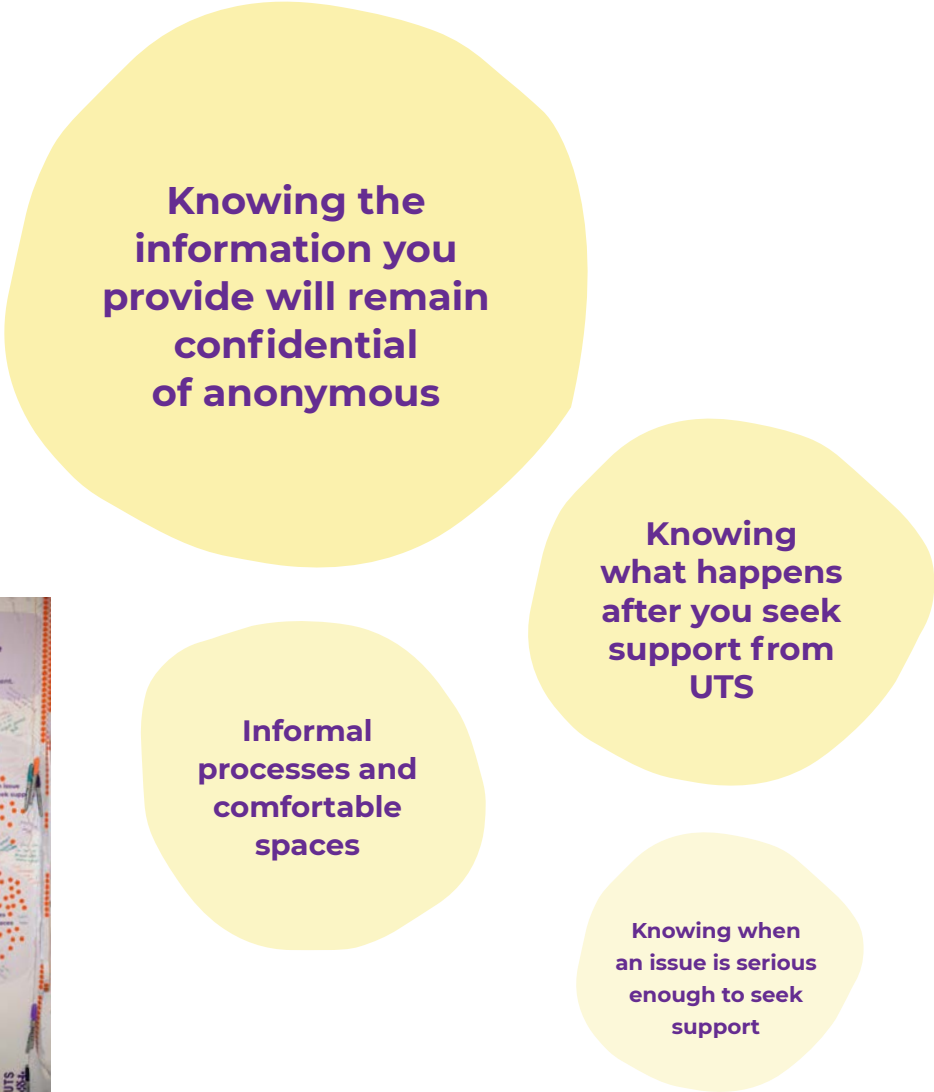 Knowing the
information you
provide will remain
confidential
of anonymous
Knowing
what happens
after you seek
support from
UTS
Informal
processes and
comfortable
spaces
Knowing when
an issue is serious
enough to seek
support
UTS